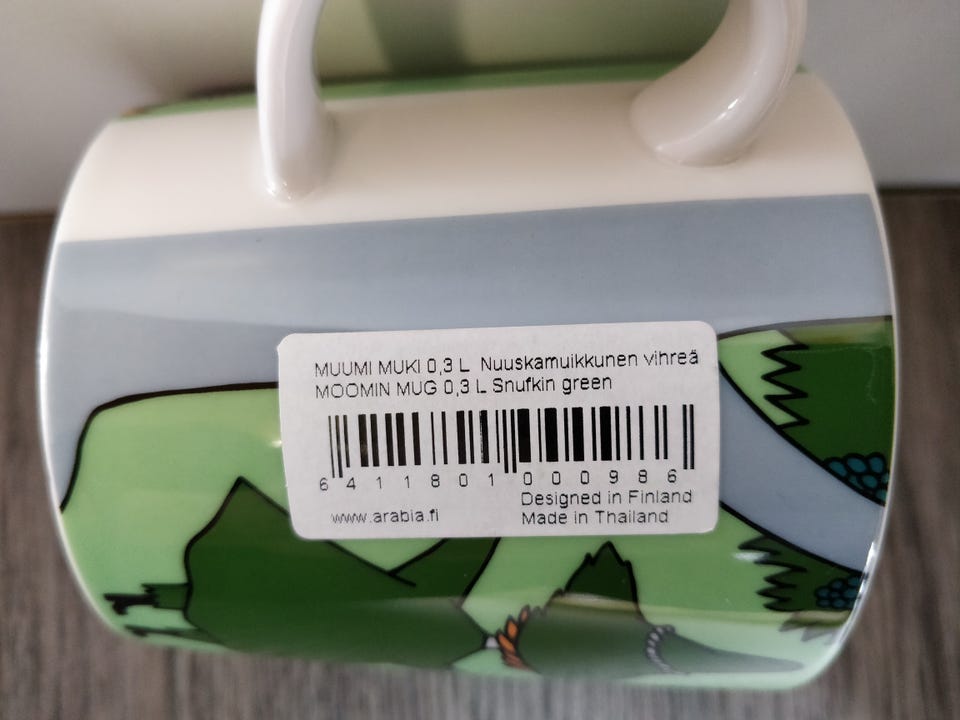 MUUMI MUKI 0,3 L Nuuskamuikkunen vihreä
MOOMIN MUG 0,3 L Snufkin green
6 411801 000986
Designed in Finland
www.arabia.fi Made in Thailand